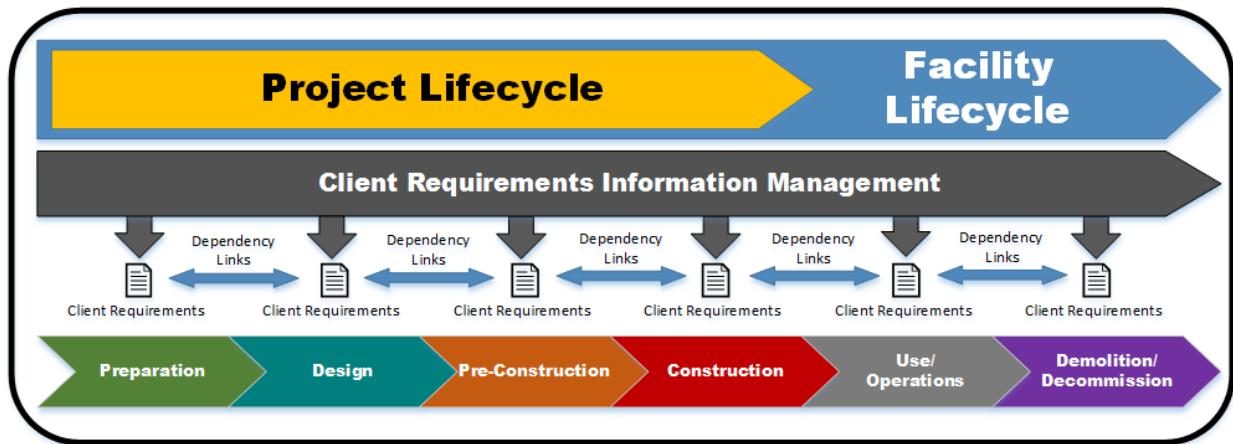 Project Lifecycle
Facility
Lifecycle
Client Requirements Information Management
Dependency
Links
Dependency
Links
Dependency
Links
Dependency
Links
Dependency
Links
Client Requirements
Client Requirements
Client Requirements
Client Requirements
Client Requirements
Client Requirements
Preparation
Design
Pre-Construction
Construction
Use/
Operations
Demolition/
Decommission